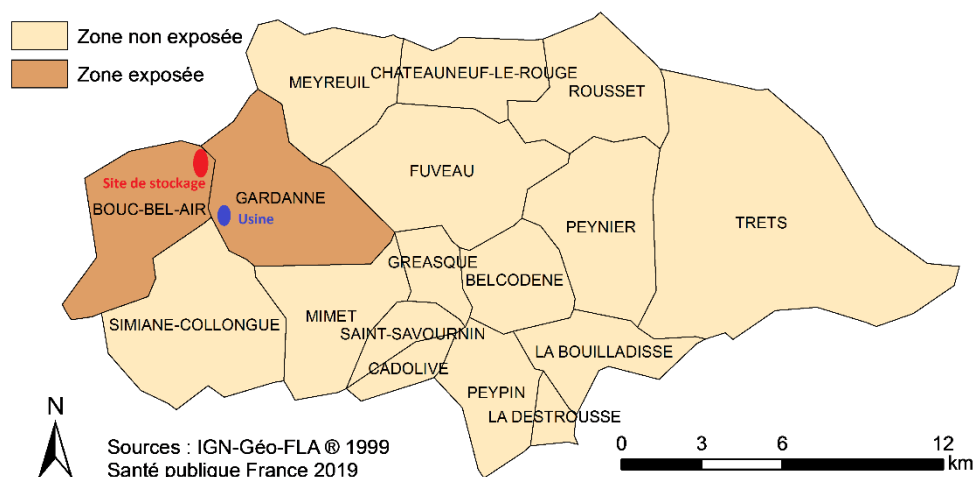 Zone non exposée
Zone exposée
MEYREUIL
CHATEAUNEUF-LE-ROUGE
ROUSSET
FUVEAU
Site de stockage
BOUC-BEL-AIR
GARDANNE
Usine
PEYNIER
TRETS
GREASQUE
BELCODENE
SIMIANE-COLLONGUE
MIMET
SAINT-SAVOURNIN
CADOLIVE
LA BOUILLADISSE
PEYPIN
LA DESTROUSSE
N
Sources : IGN-Géo-FLA ® 1999
Santé publique France 2019
0 3 6 12
km